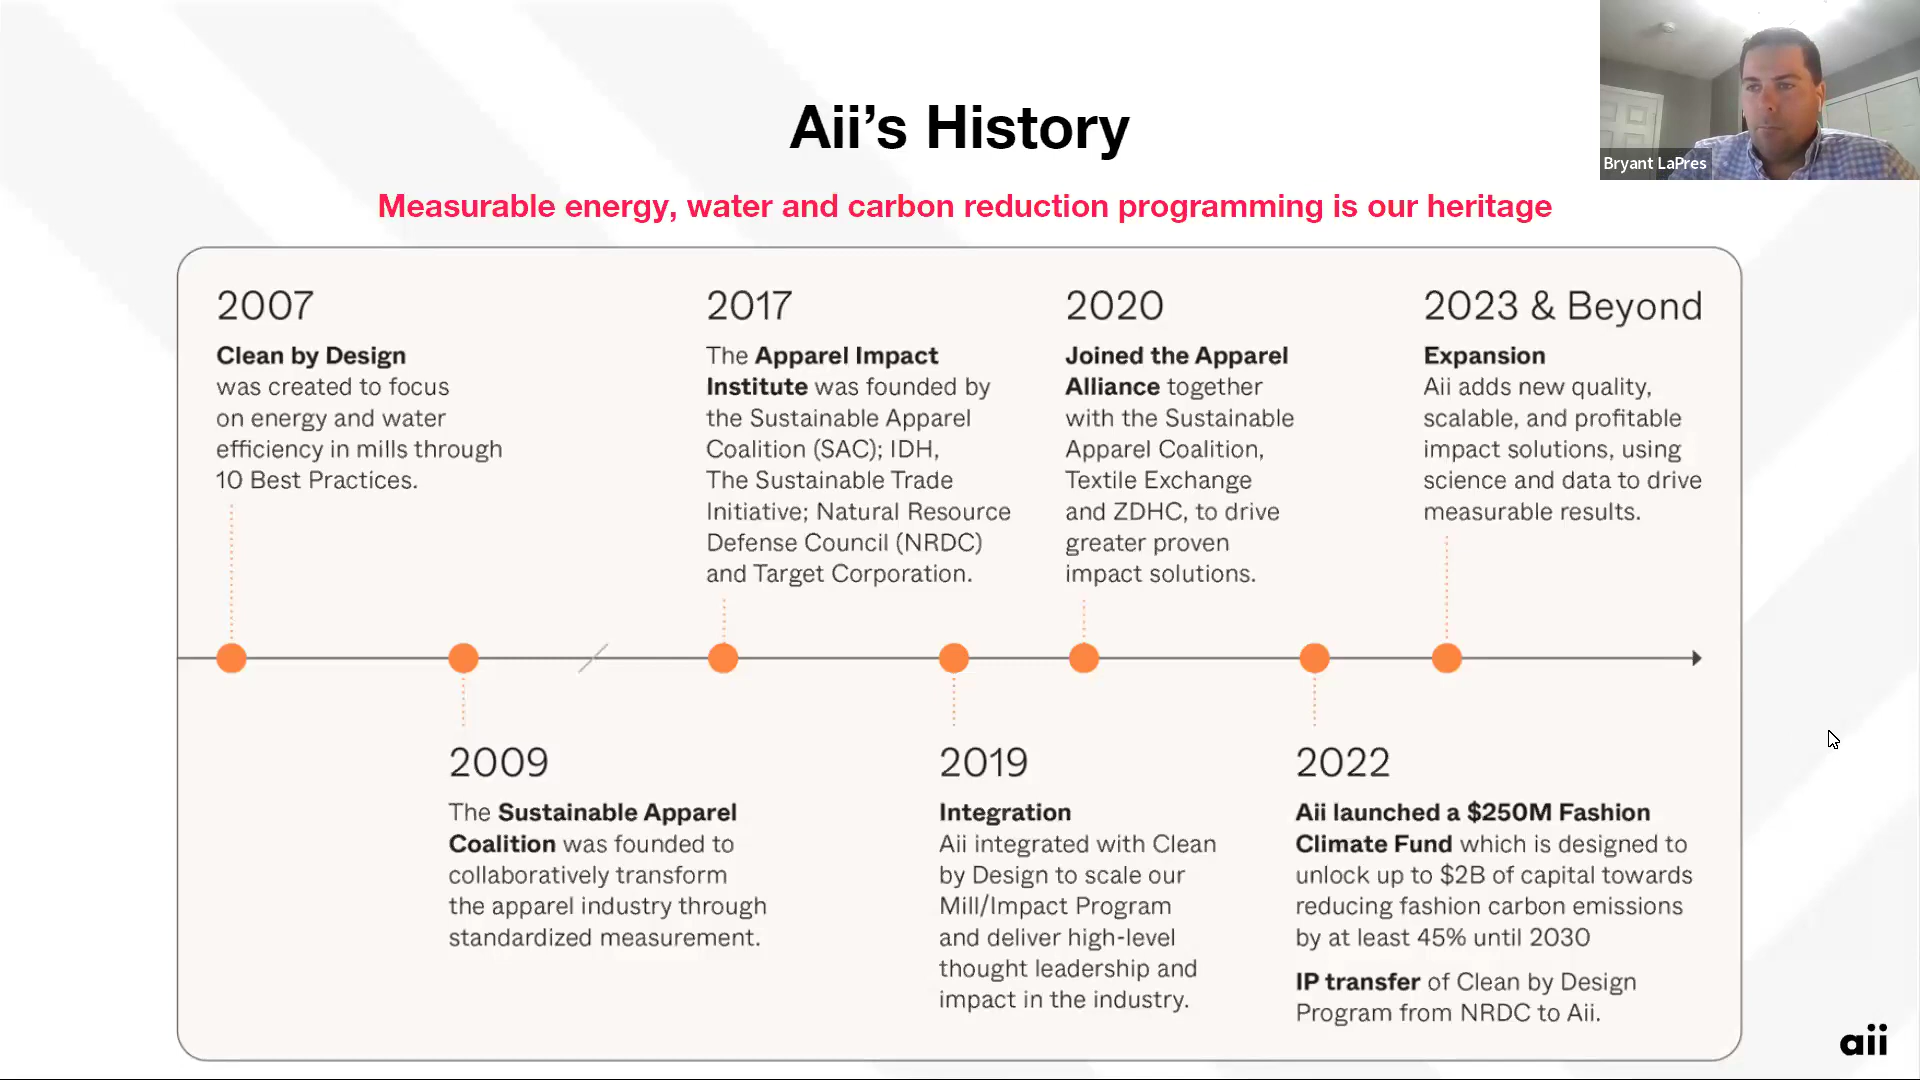 Aii’s History
Bryant LaPres
Measurable energy, water and carbon reduction programming is our heritage
2007
Clean by Design
was created to focus
on energy and water
efficiency in mills through
10 Best Practices.
2017
The Apparel Impact
Institute was founded by
the Sustainable Apparel
Coalition (SAC); IDH,
The Sustainable Trade
Initiative; Natural Resource
Defense Council (NRDC)
and Target Corporation.
2020
Joined the Apparel
Alliance together
with the Sustainable
Apparel Coalition,
Textile Exchange
and ZDHC, to drive
greater proven
impact solutions.
2023 & Beyond
Expansion
Aii adds new quality,
scalable, and profitable
impact solutions, using
science and data to drive
measurable results.
2009
The Sustainable Apparel
Coalition was founded to
collaboratively transform
the apparel industry through
standardized measurement.
2019
Integration
Aii integrated with Clean
by Design to scale our
Mill/Impact Program
and deliver high-level
thought leadership and
impact in the industry.
2022
Aii launched a $250M Fashion
Climate Fund which is designed to
unlock up to $2B of capital towards
reducing fashion carbon emissions
by at least 45% until 2030
IP transfer of Clean by Design
Program from NRDC to Aii.
aii